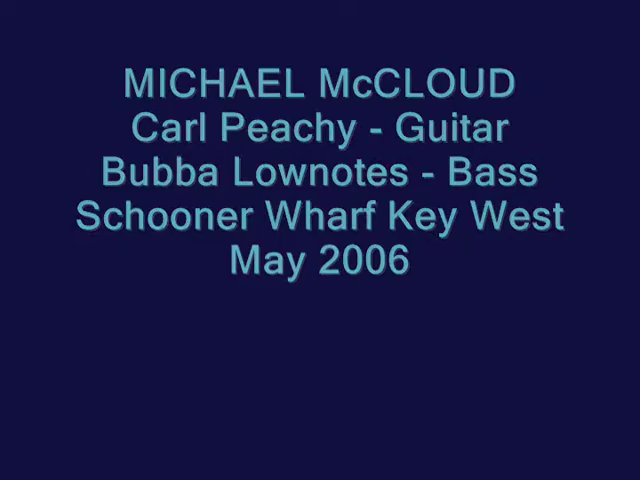 MICHAEL McCLOUD
Carl Peachy - Guitar
Bubba Lownotes - Bass
Schooner Wharf Key West
May 2006